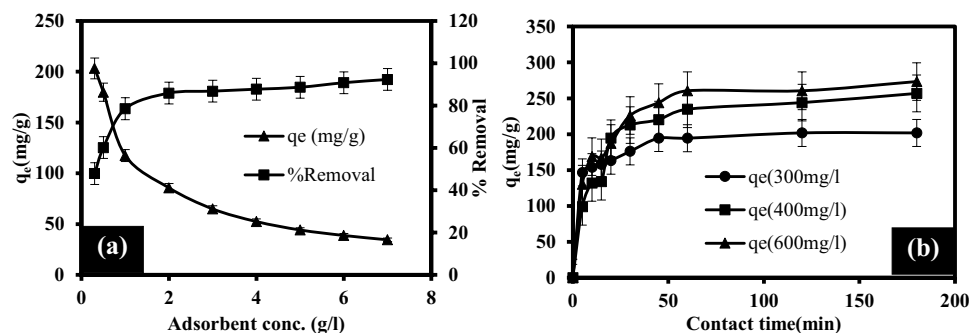 250
200
150
100
50
0
qe(mg/g)
120
100
80
60
40
20
0
% Removal
qe (mg/g)
%Removal
(a)
0 2 4 6 8
Adsorbent conc. (g/l)
350
300
250
200
150
100
50
0
qe(mg/g)
qe(300mg/l
qe(400mg/l)
qe(600mg/l)
(b)
0 50 100 150 200
Contact time(min)